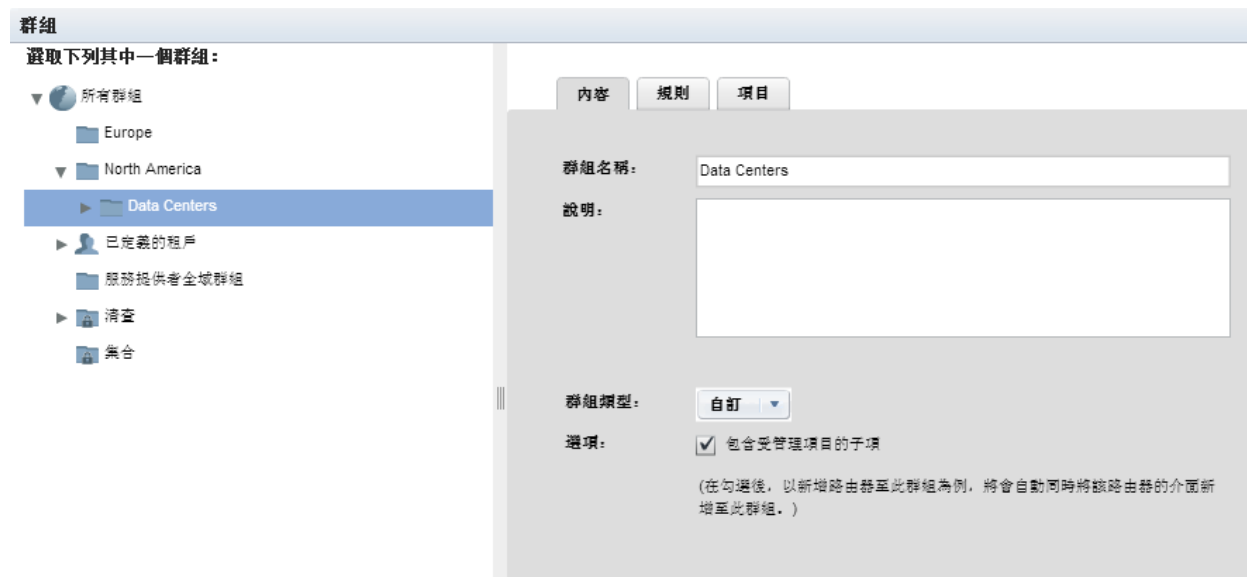 群組
選取下列其中一個群組：
所有群組
Europe
North America
Data Centers
已定義的租戶
服務提供者全域群組
清查
集合
內容
規則
項目
群組名稱：
Data Centers
說明：
群組類型：
自訂
選項：
包含受管理項目的子項
(在勾選後，以新增路由器至此群組為例，將會自動同時將該路由器的介面新
增至此群組。)